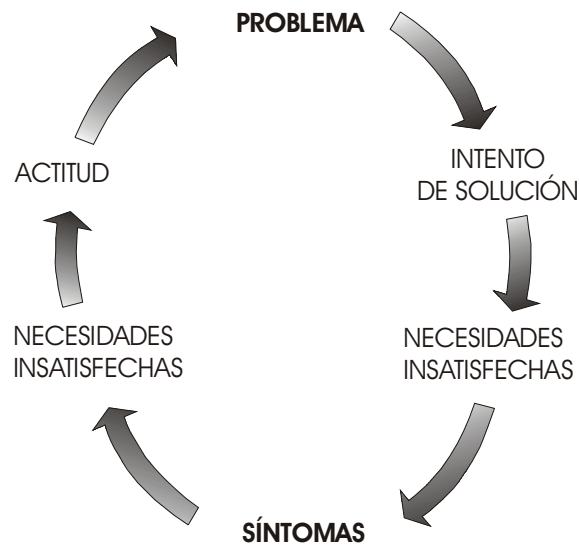 PROBLEMA
INTENTO
DE SOLUCIÓN
NECESIDADES
INSATISFECHAS
SÍNTOMAS
NECESIDADES
INSATISFECHAS
ACTITUD